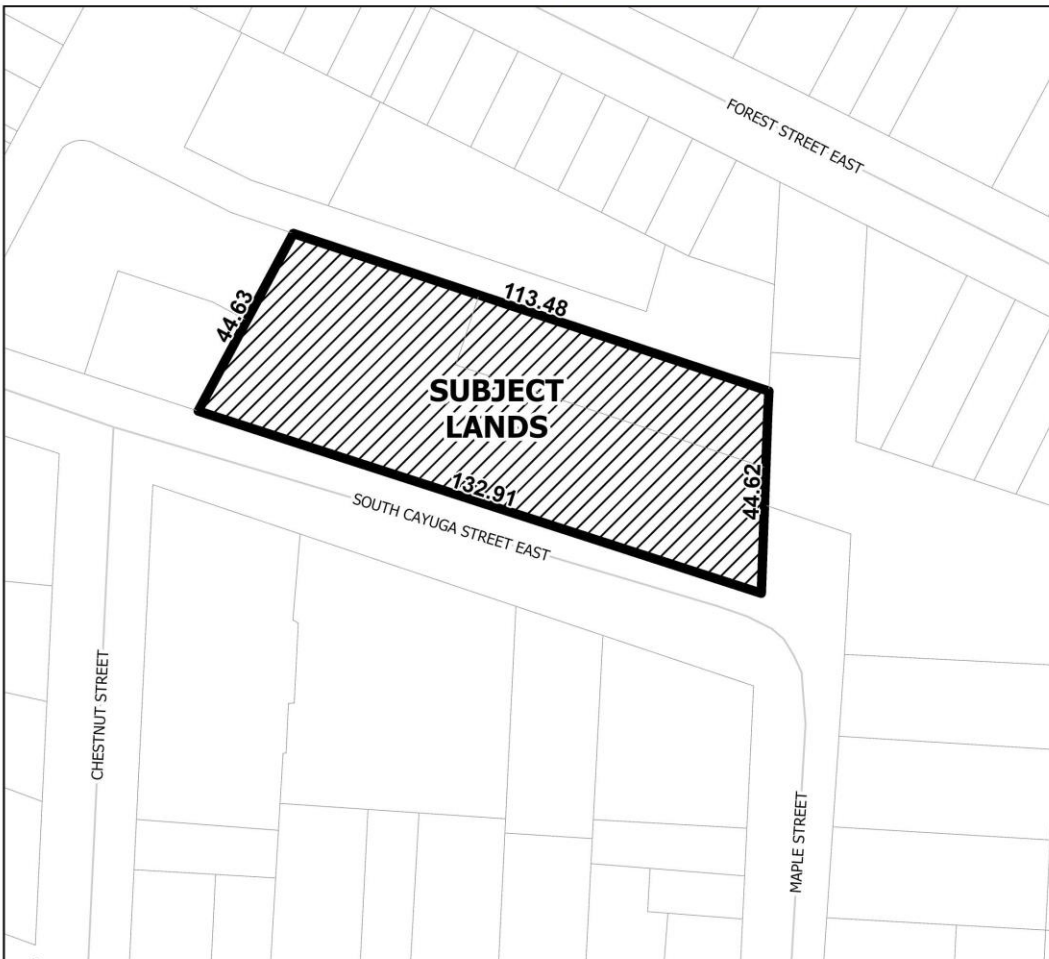 FOREST STREET EAST
113.48
44.63
SUBJECT
LANDS
44.62
132.91
SOUTH CAYUGA STREET EAST
CHESTNUT STREET
MAPLE STREET